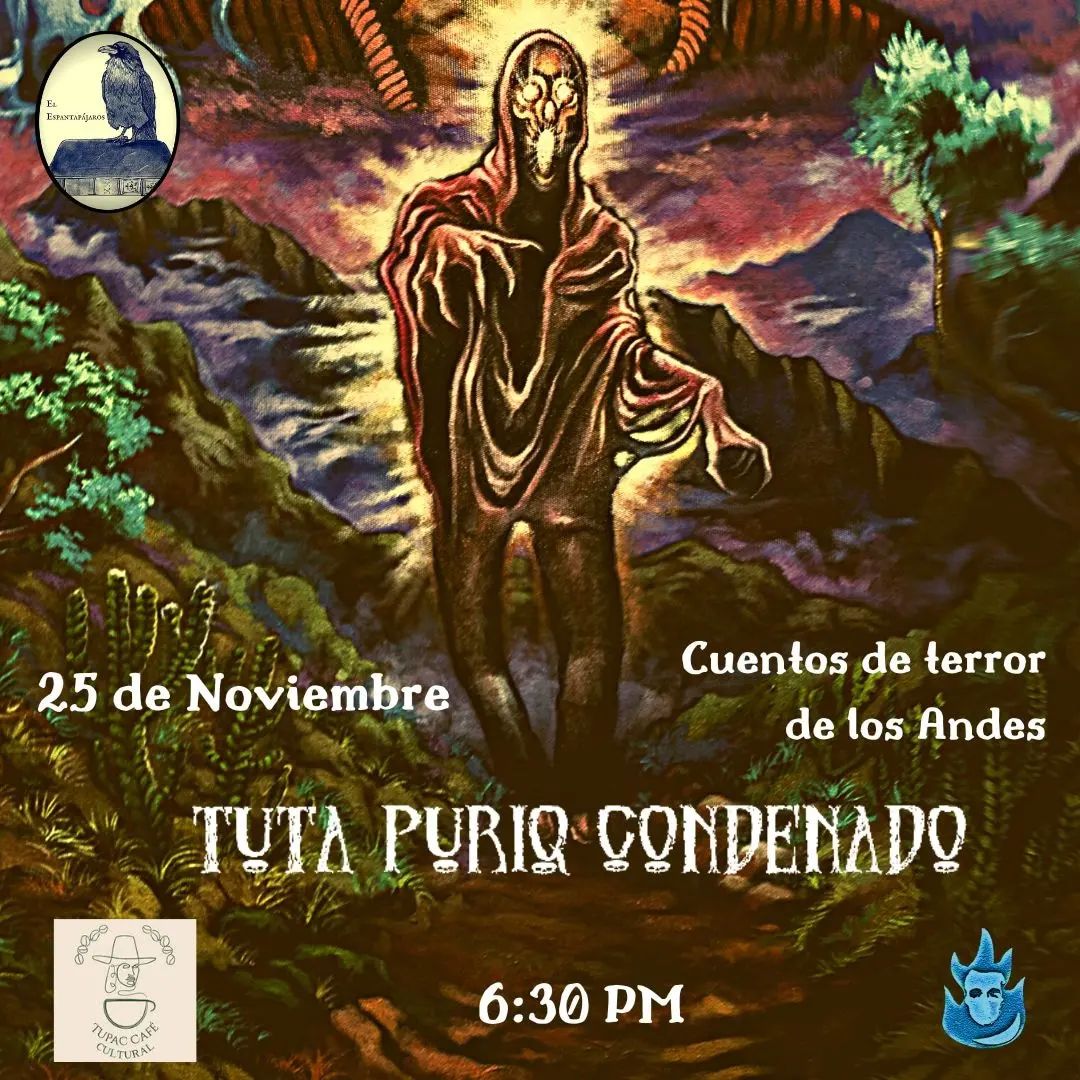 El
Espantapájaros
25 de Noviembre
Cuentos de terror
de los Andes
TUTA PURIQ CONDENADO
TUPAC CAFÉ
CULTURAL
6:30 PM